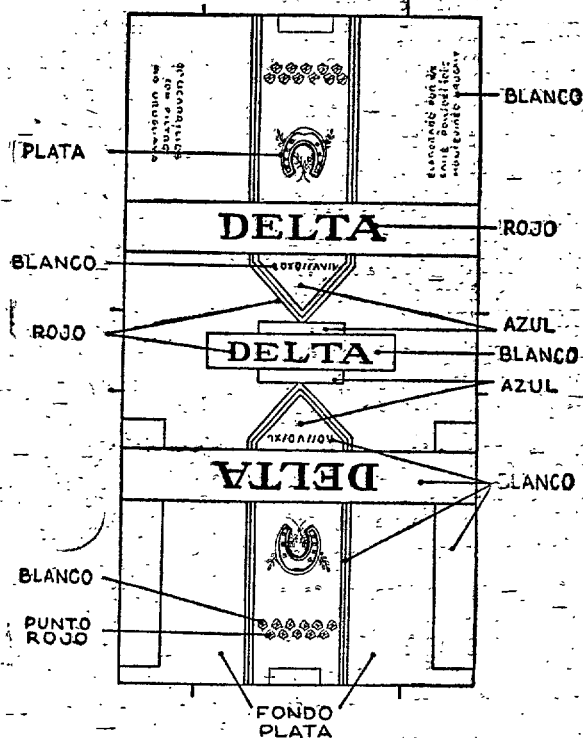 BLANCO
PLATA
DELTA
ROJO
BLANCO
AZUL
ROJO
DELTA
BLANCO
AZUL
DELTA
BLANCO
BLANCO
PUNTO
ROJO
FONDO
PLATA